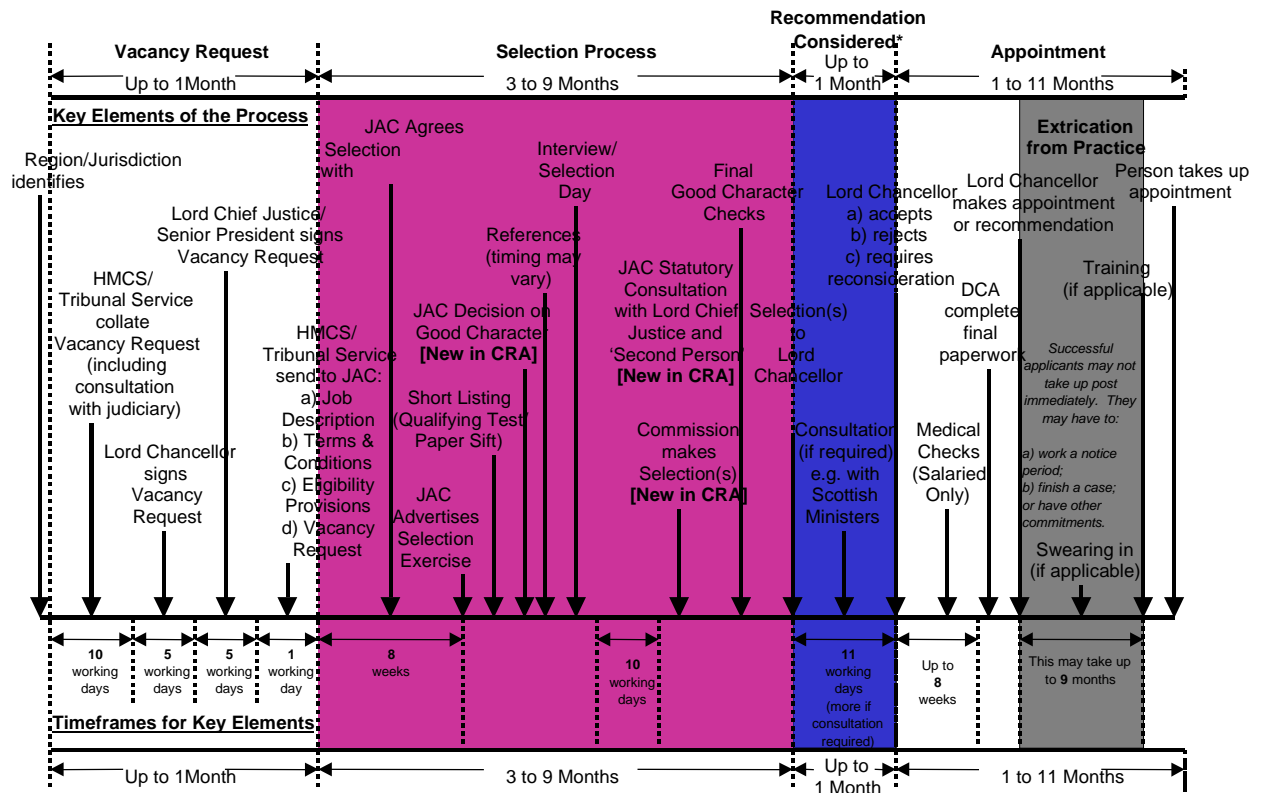 Recommendation
Considered*
Vacancy Request
Selection Process
Appointment
Up to 1Month
3 to 9 Months
Up to
1 Month
1 to 11 Months
Key Elements of the Process
Region/Jurisdiction
identifies
HMCS/
Tribunal Service
collate
Vacancy Request
(including
consultation
with judiciary)
Lord Chancellor
signs
Vacancy
Request
Lord Chief Justice/
Senior President signs
Vacancy Request
HMCS/
Tribunal Service
send to JAC:
a) Job
Description
b) Terms &
Conditions
c) Eligibility
Provisions
d) Vacancy
Request
JAC Agrees
Selection
with
JAC
Advertises
Selection
Exercise
Short Listing
(Qualifying Test/
Paper Sift)
JAC Decision on
Good Character
[New in CRA]
References
(timing may
vary)
Interview/
Selection
Day
Commission
makes
Selection(s)
[New in CRA]
JAC Statutory
Consultation
with Lord Chief
Justice and
'Second Person'
[New in CRA]
Final
Good Character
Checks
Selection(s)
to
Lord
Chancellor
Consultation
(if required)
e.g. with
Scottish
Ministers
Lord Chancellor
a) accepts
b) rejects
c) requires
reconsideration
Medical
Checks
(Salaried
Only)
DCA
complete
final
paperwork
Lord Chancellor
makes appointment
or recommendation
Extrication
from Practice
Successful
applicants may not
take up post
immediately. They
may have to:
a) work a notice
period;
b) finish a case;
or have other
commitments.
Swearing in
(if applicable)
Training
(if applicable)
Person takes up
appointment
10
working
days
5
working
days
5
working
days
1
working
day
8
weeks
10
working
days
11
working
days
(more if
consultation
required)
Up to
8
weeks
This may take up
to 9 months
Timeframes for Key Elements
Up to 1Month
3 to 9 Months
Up to
1 Month
1 to 11 Months